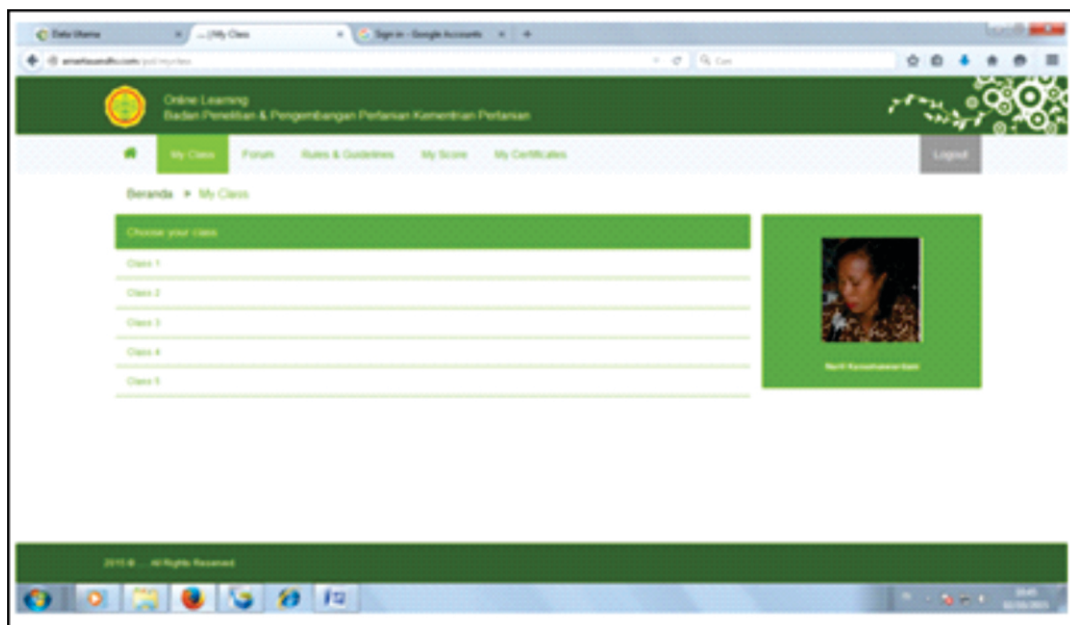 Data Utama
... | My Class
Sign in - Google Accounts
Cari
Online Learning
Badan Penelitian & Pengembangan Pertanian Kementrian Pertanian
My Class Forum Rules & Guidelines My Score My Certificates Logout
Beranda > My Class
Choose your class
Class 1
Class 2
Class 3
Class 4
Class 5
2015 © ... All Rights Reserved